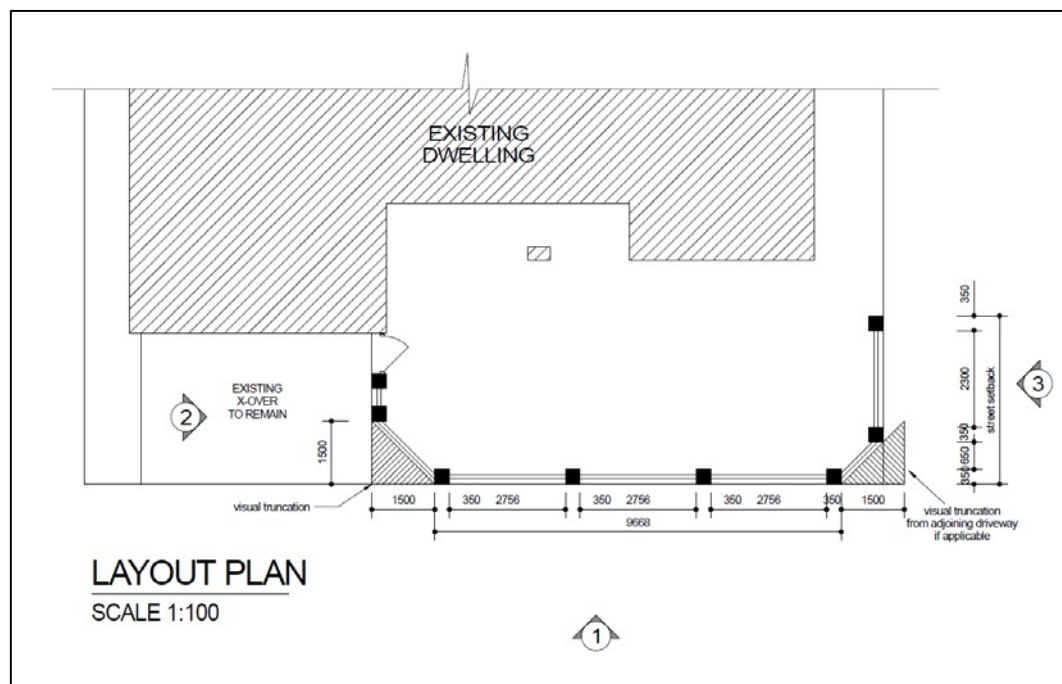 EXISTING
DWELLING
350
2300
350
650
350
street setback
3
2
EXISTING
X-OVER
TO REMAIN
1500
visual truncation
1500
350 2756
350 2756
350 2756
350
1500
9668
visual truncation
from adjoining driveway
if applicable
LAYOUT PLAN
SCALE 1:100
1